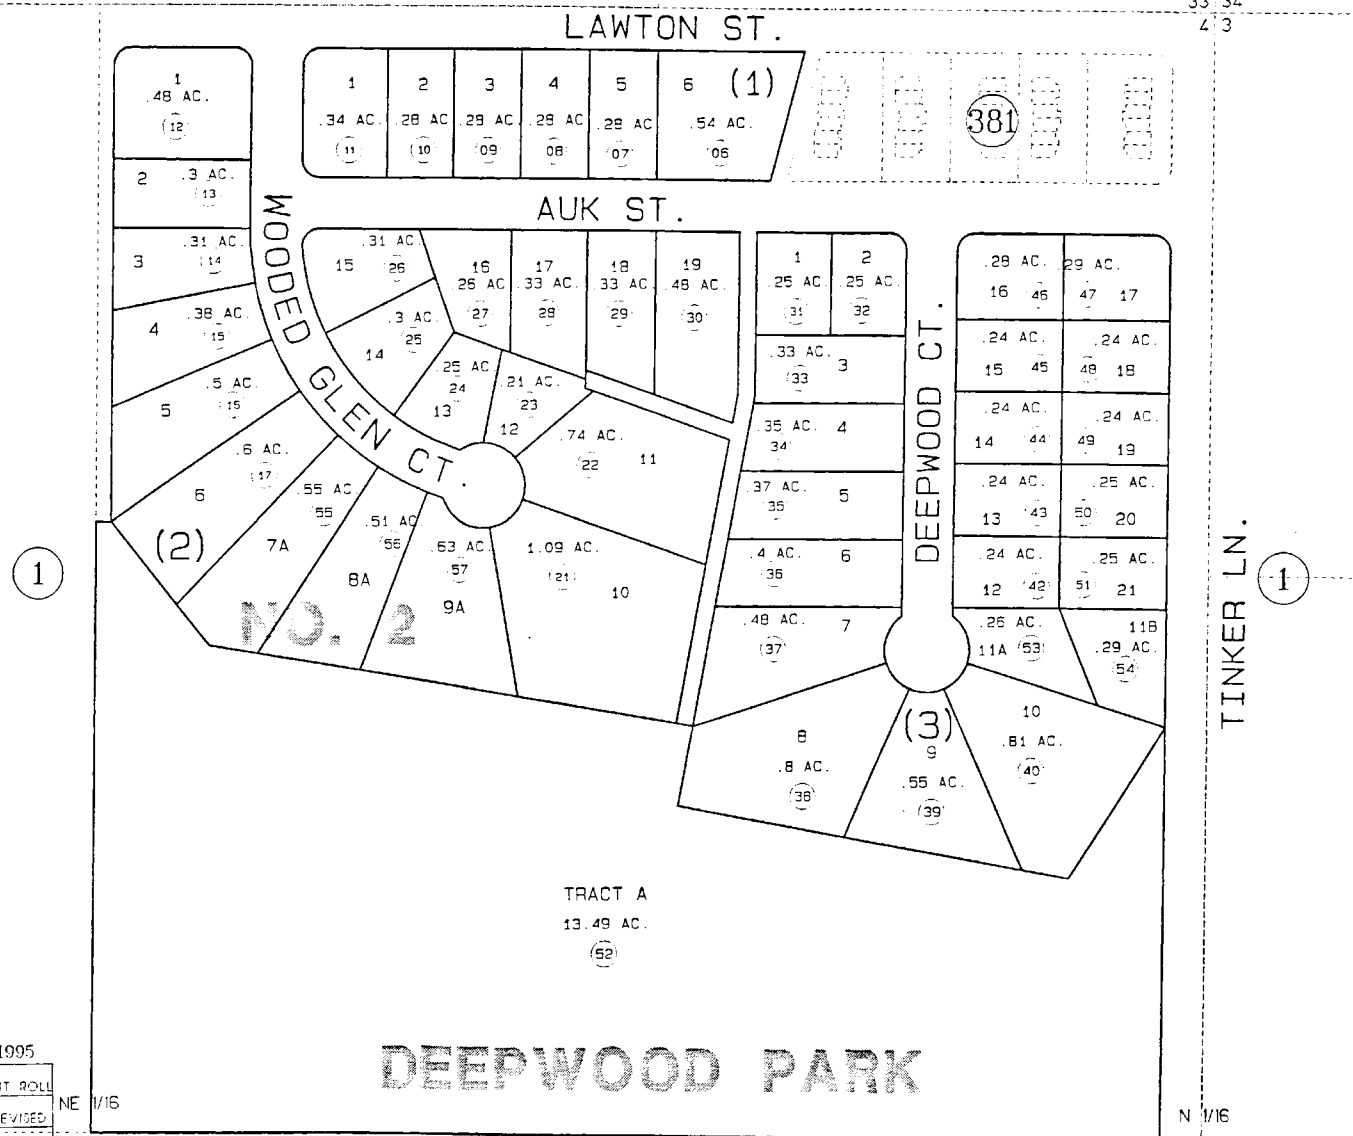 33 34
4 3
LAWTON ST.
1
.48 AC.
12
2
.3 AC.
13
3
.31 AC.
14
4
.38 AC.
15
5
.5 AC.
15
6
.6 AC.
17
(2)
1
.34 AC.
11
2
.28 AC.
10
3
.28 AC.
09
4
.28 AC.
08
5
.28 AC
07
6
(1)
.54 AC.
06
381
AUK ST.
WOODED GLEN CT.
15
.31 AC.
26
16
.26 AC
27
17
.33 AC.
28
18
.33 AC.
29
19
.48 AC.
30
14
.3 AC.
25
.25 AC
24
13
.21 AC.
23
12
.74 AC.
22
11
.55 AC
55
7A
.51 AC
56
8A
.63 AC.
57
9A
1.09 AC.
21
10
NO. 2
1
.25 AC.
31
2
.25 AC.
32
.33 AC.
33
3
.35 AC.
34
4
.37 AC.
35
5
.4 AC.
36
6
.48 AC.
37
7
DEEPWOOD CT.
.28 AC.
16
46
.29 AC.
47
17
.24 AC.
15
45
.24 AC.
48
18
.24 AC.
14
44
.24 AC.
49
19
.24 AC.
13
43
.25 AC.
50
20
.24 AC.
12
42
.25 AC.
51
21
.26 AC.
11A
53
11B
.29 AC.
54
8
.8 AC.
38
(3)
9
.55 AC.
39
10
.81 AC.
40
TINKER LN.
1
1
TRACT A
13.49 AC.
52
DEEPWOOD PARK
1995
ROLL
NE 1/16
N 1/16